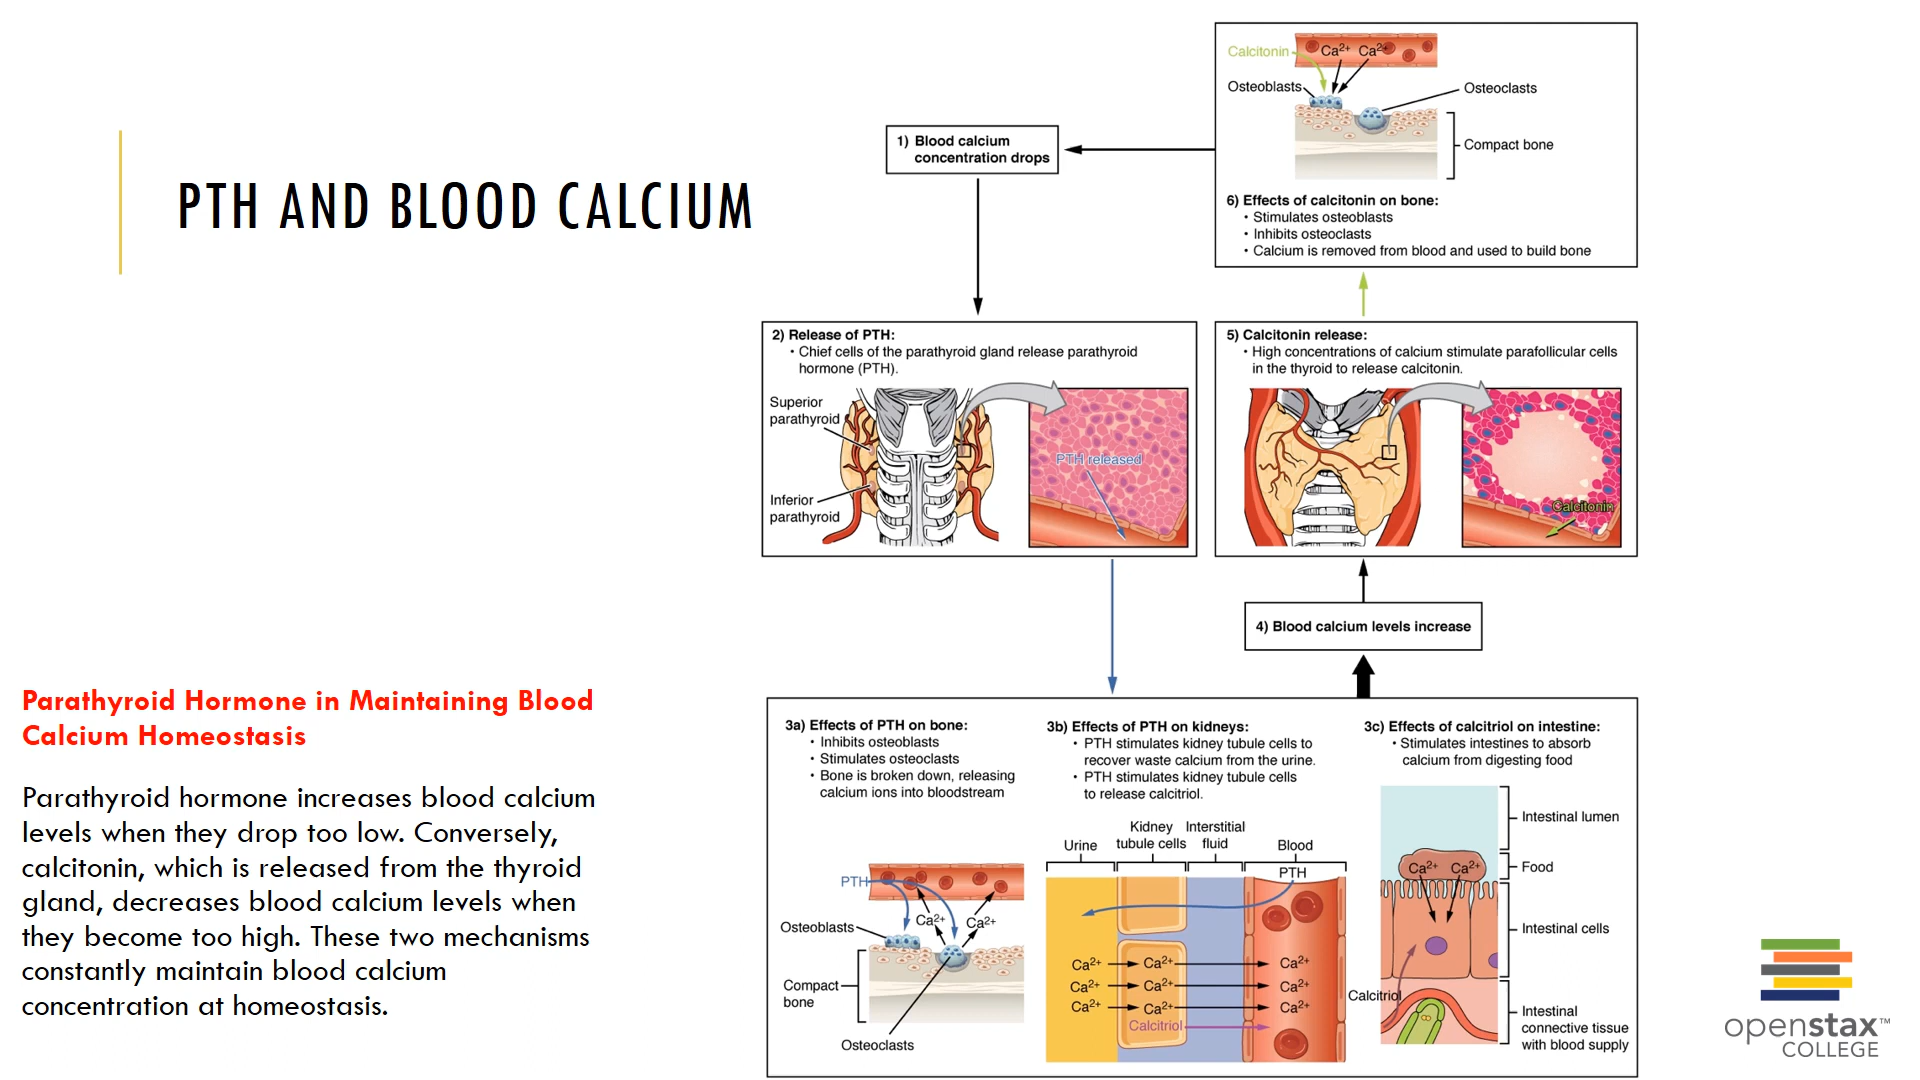 PTH AND BLOOD CALCIUM
Parathyroid Hormone in Maintaining Blood
Calcium Homeostasis
Parathyroid hormone increases blood calcium
levels when they drop too low. Conversely,
calcitonin, which is released from the thyroid
gland, decreases blood calcium levels when
they become too high. These two mechanisms
constantly maintain blood calcium
concentration at homeostasis.
1) Blood calcium
concentration drops
2) Release of PTH:
• Chief cells of the parathyroid gland release parathyroid
hormone (PTH).
Superior
parathyroid
Inferior
parathyroid
PTH released
3a) Effects of PTH on bone:
• Inhibits osteoblasts
• Stimulates osteoclasts
• Bone is broken down, releasing
calcium ions into bloodstream
PTH
Ca2+
Ca2+
Osteoblasts
Compact
bone
Osteoclasts
3b) Effects of PTH on kidneys:
• PTH stimulates kidney tubule cells to
recover waste calcium from the urine.
• PTH stimulates kidney tubule cells
to release calcitriol.
Urine
Kidney
tubule cells
Interstitial
fluid
Blood
PTH
Ca2+ Ca2+ Ca2+
Ca2+ Ca2+ Ca2+
Ca2+ Ca2+ Ca2+
Calcitriol
3c) Effects of calcitriol on intestine:
• Stimulates intestines to absorb
calcium from digesting food
Intestinal lumen
Ca2+ Ca2+
Food
Intestinal cells
Calcitriol
Intestinal
connective tissue
with blood supply
4) Blood calcium levels increase
5) Calcitonin release:
• High concentrations of calcium stimulate parafollicular cells
in the thyroid to release calcitonin.
Calcitonin
Calcitonin
Ca2+ Ca2+
Osteoblasts
Osteoclasts
Compact bone
6) Effects of calcitonin on bone:
• Stimulates osteoblasts
• Inhibits osteoclasts
• Calcium is removed from blood and used to build bone
openstax™
COLLEGE